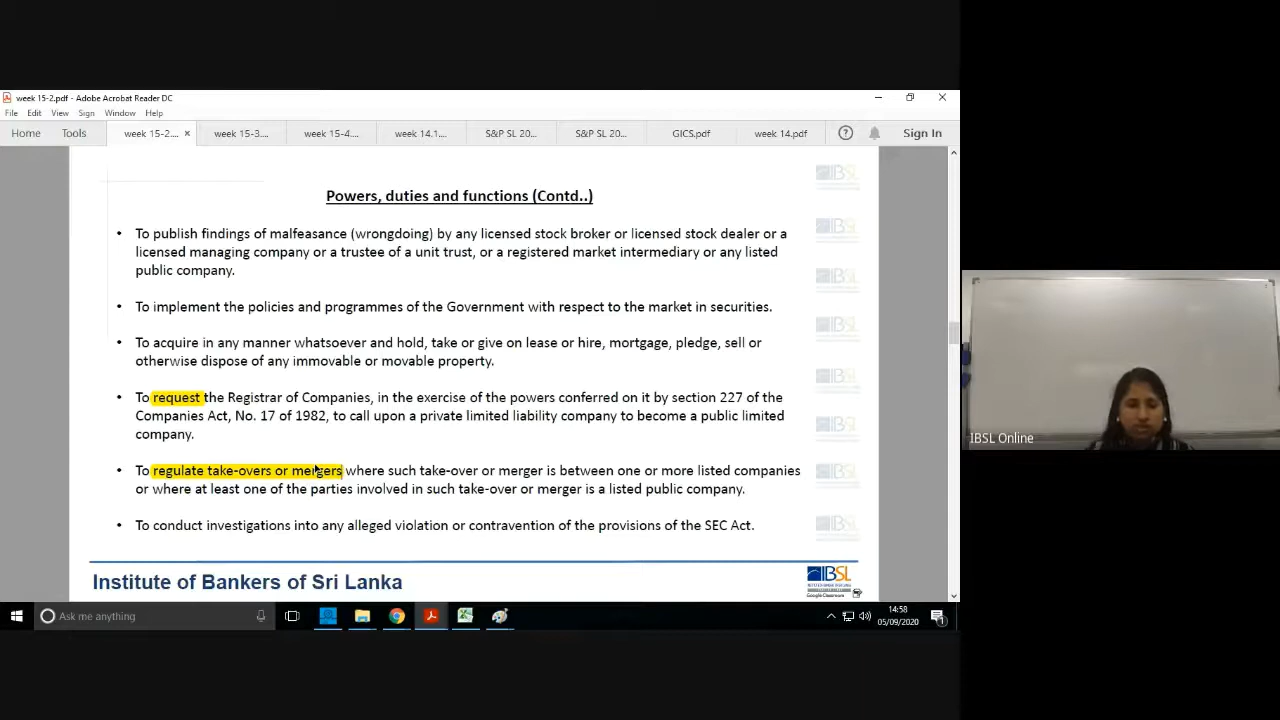 week 15-2.pdf - Adobe Acrobat Reader DC
File Edit View Sign Window Help
Home Tools week 15-2.... × week 15-3.... week 15-4.... week 14.1.... S&P SL 20... S&P SL 20... GICS.pdf week 14.pdf Sign In
Powers, duties and functions (Contd..)
• To publish findings of malfeasance (wrongdoing) by any licensed stock broker or licensed stock dealer or a
licensed managing company or a trustee of a unit trust, or a registered market intermediary or any listed
public company.
• To implement the policies and programmes of the Government with respect to the market in securities.
• To acquire in any manner whatsoever and hold, take or give on lease or hire, mortgage, pledge, sell or
otherwise dispose of any immovable or movable property.
• To request the Registrar of Companies, in the exercise of the powers conferred on it by section 227 of the
Companies Act, No. 17 of 1982, to call upon a private limited liability company to become a public limited
company.
• To regulate take-overs or mergers where such take-over or merger is between one or more listed companies
or where at least one of the parties involved in such take-over or merger is a listed public company.
• To conduct investigations into any alleged violation or contravention of the provisions of the SEC Act.
Institute of Bankers of Sri Lanka
IBSL
Google Classroom
IBSL Online
Ask me anything
14:58
05/09/2020